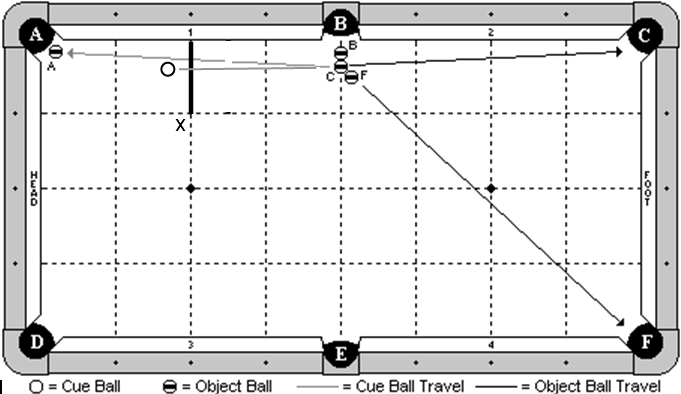 A B C
1 2
B
A C F
X
HEAD FOOT
D 3 E 4 F
= Cue Ball = Object Ball = Cue Ball Travel = Object Ball Travel